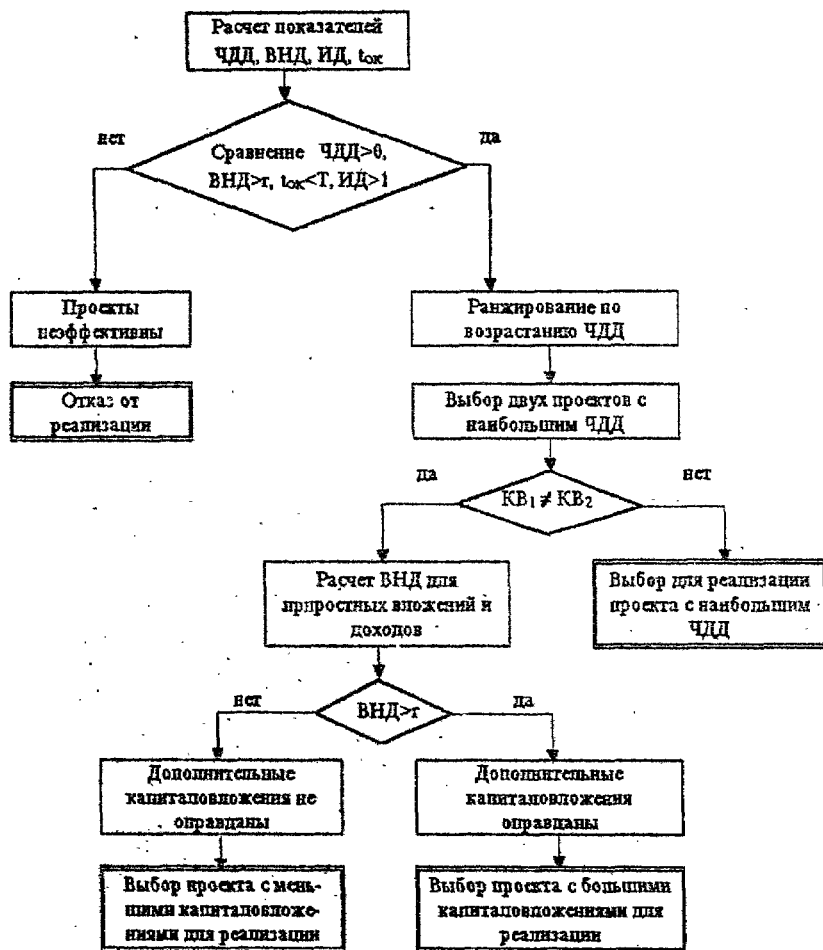 Расчет показателей
ЧДД, ВНД, ИД, tок
нет
да
Сравнение ЧДД>0,
ВНД>r, tок<T, ИД>1
Проекты
неэффективны
Ранжирование по
возрастанию ЧДД
Отказ от
реализации
Выбор двух проектов с
наибольшим ЧДД
да
нет
КВ1 ≠ КВ2
Расчет ВНД для
приростных вложений и
доходов
Выбор для реализации
проекта с наибольшим
ЧДД
нет
да
ВНД>r
Дополнительные
капиталовложения не
оправданы
Дополнительные
капиталовложения
оправданы
Выбор проекта с мень-
шими капиталовложе-
ниями для реализации
Выбор проекта с большими
капиталовложениями для
реализации